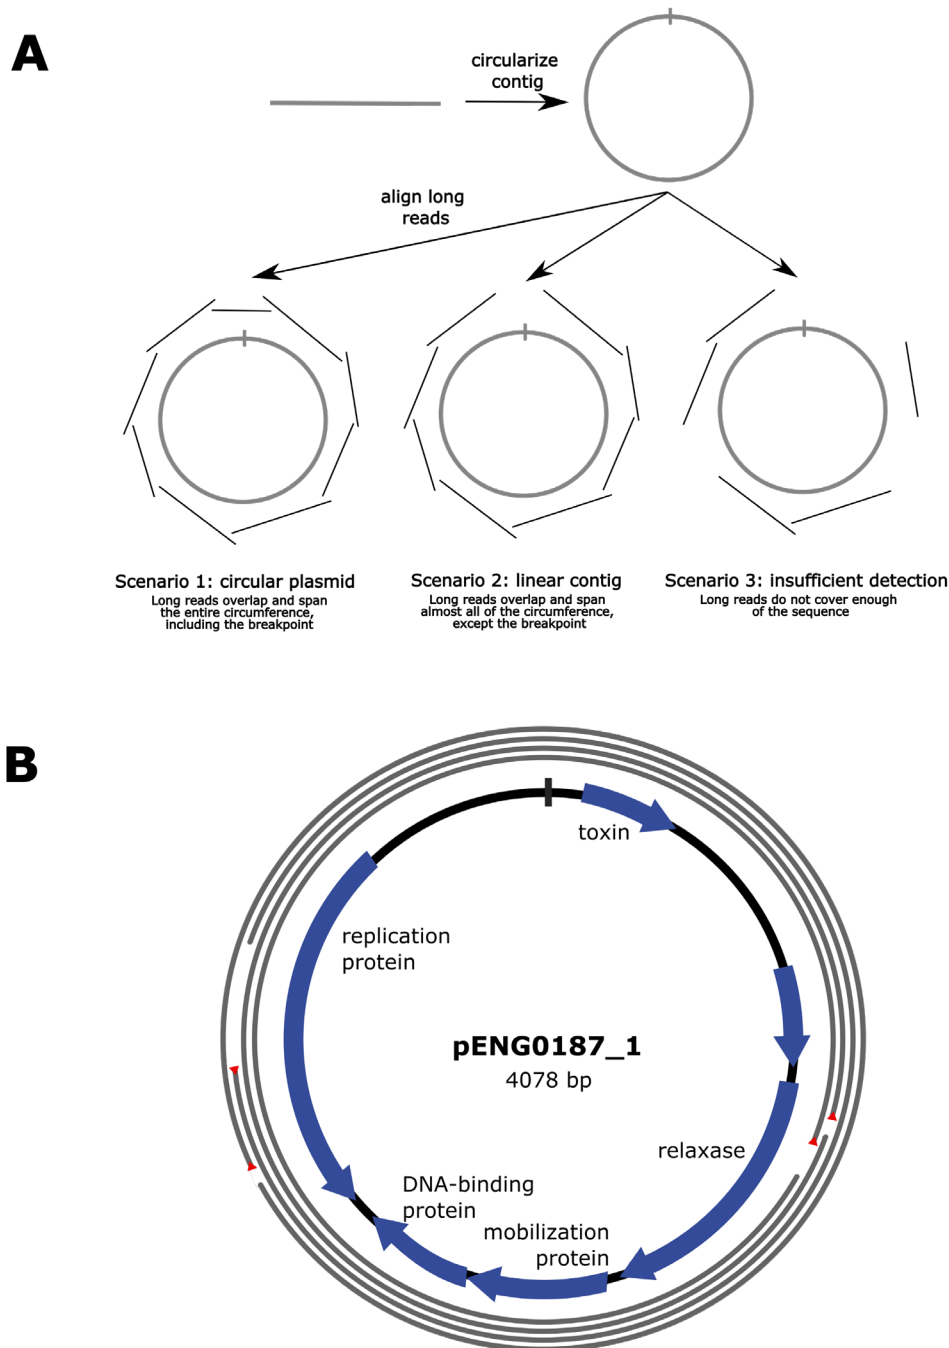 A
circularize
contig
align long
reads
Scenario 1: circular plasmid
Long reads overlap and span
the entire circumference,
including the breakpoint
Scenario 2: linear contig
Long reads overlap and span
almost all of the circumference,
except the breakpoint
Scenario 3: insufficient detection
Long reads do not cover enough
of the sequence
B
toxin
replication
protein
pENG0187_1
4078 bp
relaxase
DNA-binding
protein
mobilization
protein